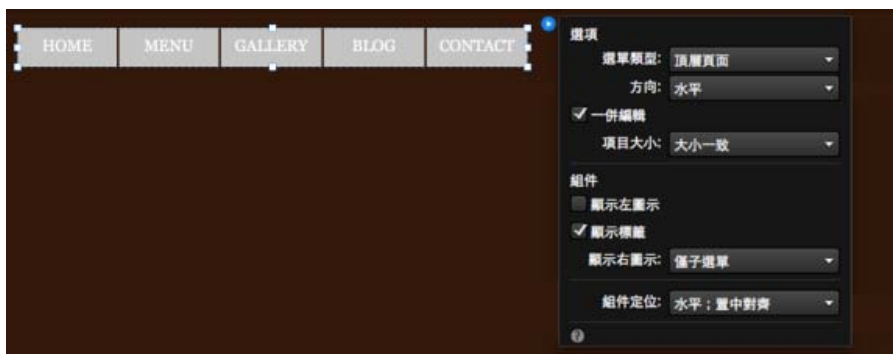 HOME MENU GALLERY BLOG CONTACT
選項
選單類型: 頂層頁面
方向: 水平
一併編輯
項目大小: 大小一致
組件
顯示左圖示
顯示標籤
顯示右圖示: 僅子選單
組件定位: 水平；置中對齊